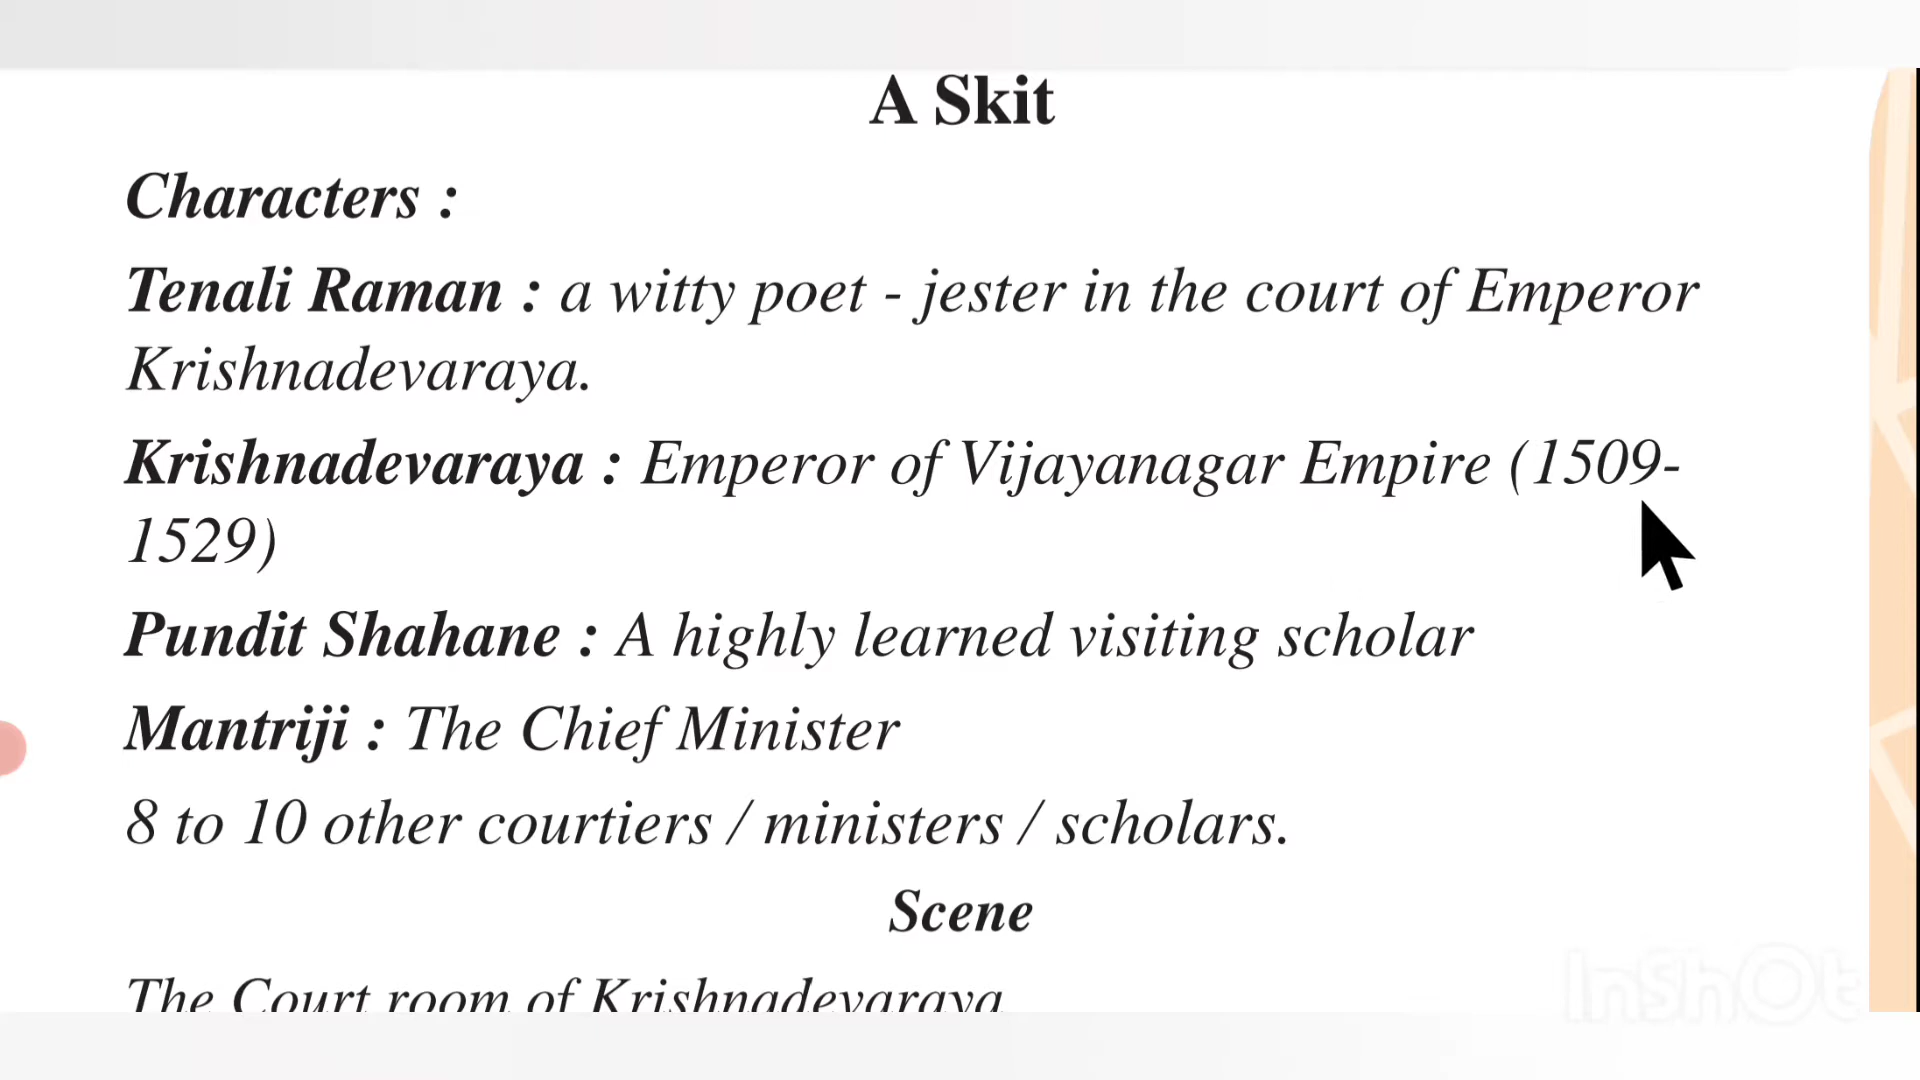 A Skit
Characters :
Tenali Raman : a witty poet - jester in the court of Emperor
Krishnadevaraya.
Krishnadevaraya : Emperor of Vijayanagar Empire (1509-
1529)
Pundit Shahane : A highly learned visiting scholar
Mantriji : The Chief Minister
8 to 10 other courtiers / ministers / scholars.
Scene
The Court room of Krishnadevaraya
InShOt